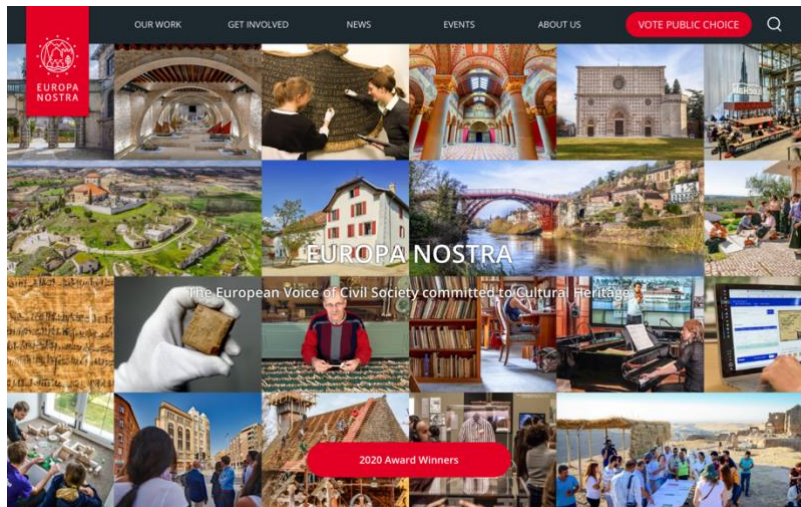 OUR WORK
GET INVOLVED
NEWS
EVENTS
ABOUT US
VOTE PUBLIC CHOICE
EUROPA
NOSTRA
EUROPA NOSTRA
The European Voice of Civil Society committed to Cultural Heritage
2020 Award Winners